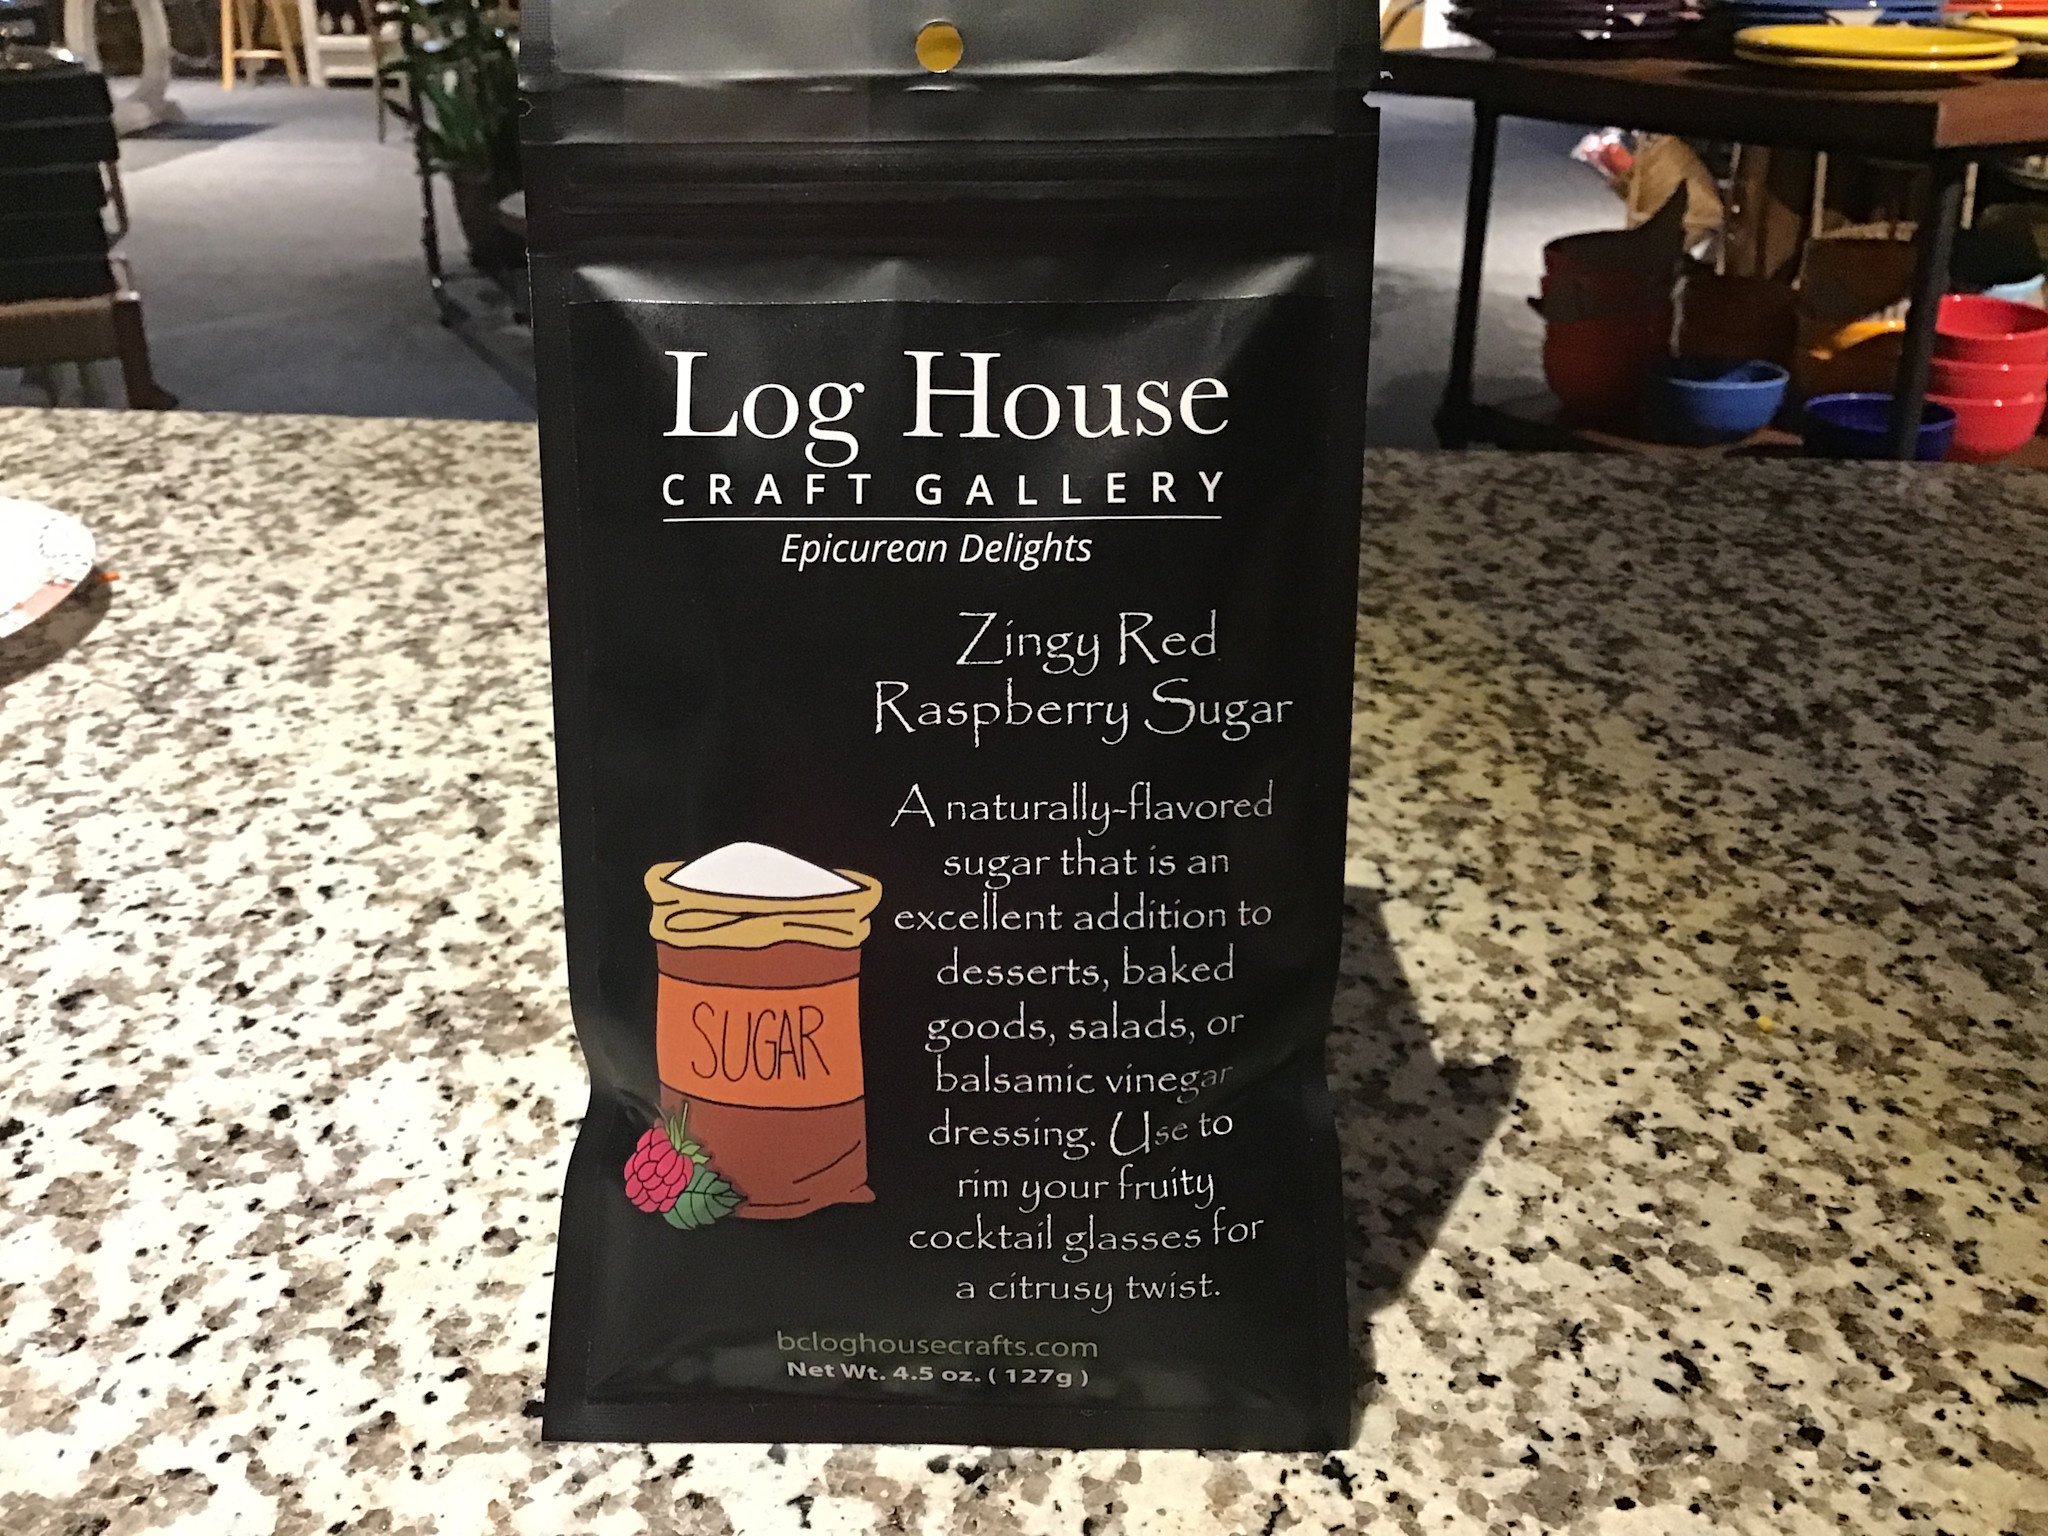 Log House
CRAFT GALLERY
Epicurean Delights
Zingy Red
Raspberry Sugar
A naturally-flavored
sugar that is an
excellent addition to
desserts, baked
goods, salads, or
balsamic vinegar
dressing. Use to
rim your fruity
cocktail glasses for
a citrusy twist.
SUGAR
bcloghousecrafts.com
Net Wt. 4.5 oz. ( 127g )